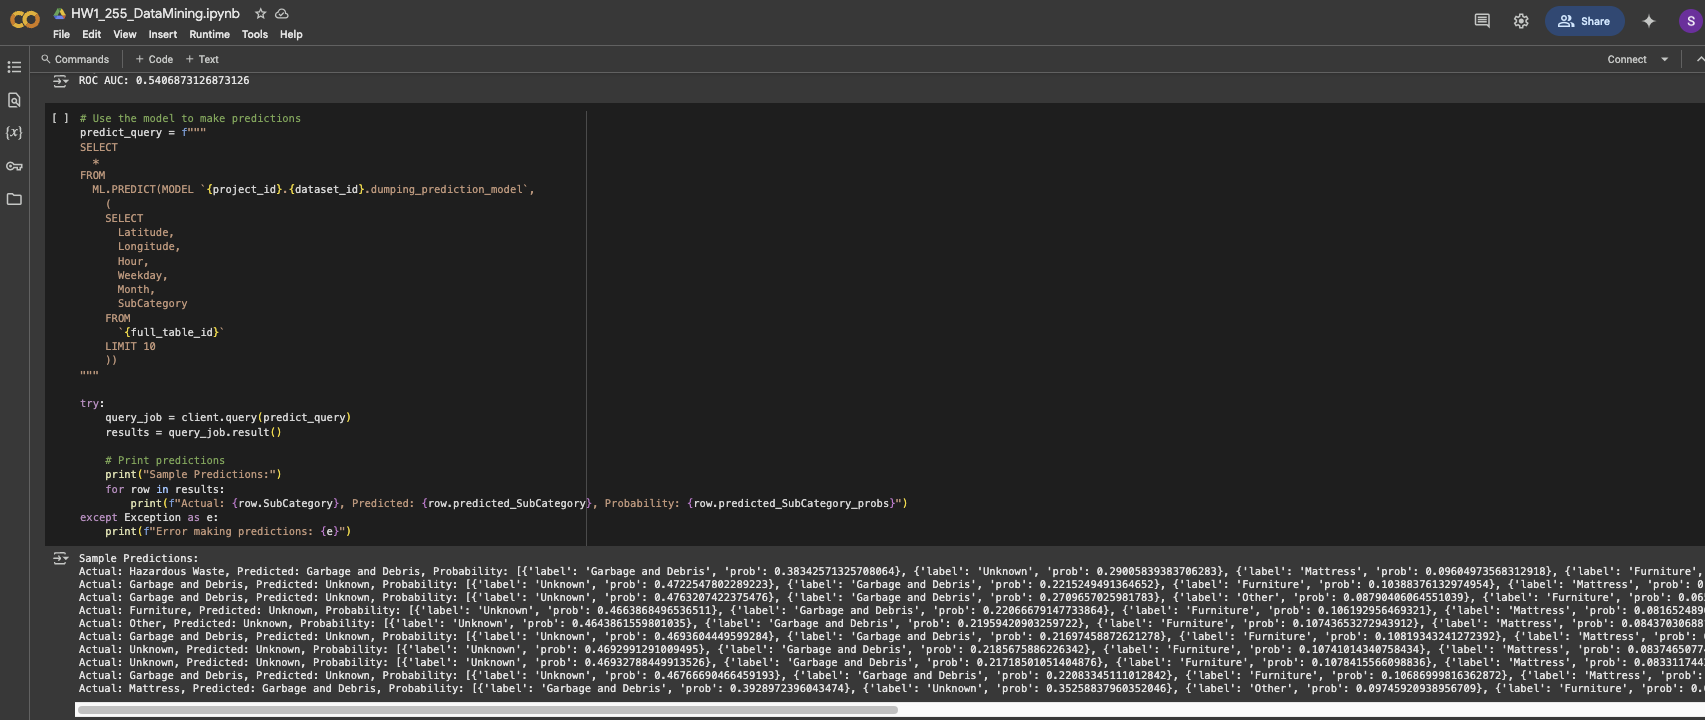 HW1_255_DataMining.ipynb
File Edit View Insert Runtime Tools Help
Share
S
Commands + Code + Text
Connect
ROC AUC: 0.5406873126873126
[ ] # Use the model to make predictions
predict_query = f"""
SELECT
*
FROM
ML.PREDICT(MODEL `{project_id}.{dataset_id}.dumping_prediction_model`,
(
SELECT
Latitude,
Longitude,
Hour,
Weekday,
Month,
SubCategory
FROM
`{full_table_id}`
LIMIT 10
))
"""
try:
query_job = client.query(predict_query)
results = query_job.result()
# Print predictions
print("Sample Predictions:")
for row in results:
print(f"Actual: {row.SubCategory}, Predicted: {row.predicted_SubCategory}, Probability: {row.predicted_SubCategory_probs}")
except Exception as e:
print(f"Error making predictions: {e}")
Sample Predictions:
Actual: Hazardous Waste, Predicted: Garbage and Debris, Probability: [{'label': 'Garbage and Debris', 'prob': 0.38342571325708064}, {'label': 'Unknown', 'prob': 0.29005839383706283}, {'label': 'Mattress', 'prob': 0.09604973568312918}, {'label': 'Furniture',
Actual: Garbage and Debris, Predicted: Unknown, Probability: [{'label': 'Unknown', 'prob': 0.4722547802289223}, {'label': 'Garbage and Debris', 'prob': 0.2215249491364652}, {'label': 'Furniture', 'prob': 0.10388376132974954}, {'label': 'Mattress', 'prob': 0
Actual: Garbage and Debris, Predicted: Unknown, Probability: [{'label': 'Unknown', 'prob': 0.4763207422375476}, {'label': 'Garbage and Debris', 'prob': 0.2709657025981783}, {'label': 'Other', 'prob': 0.08790406064551039}, {'label': 'Furniture', 'prob': 0.06
Actual: Furniture, Predicted: Unknown, Probability: [{'label': 'Unknown', 'prob': 0.4663868496536511}, {'label': 'Garbage and Debris', 'prob': 0.22066679147733864}, {'label': 'Furniture', 'prob': 0.106192956469321}, {'label': 'Mattress', 'prob': 0.081652489
Actual: Other, Predicted: Unknown, Probability: [{'label': 'Unknown', 'prob': 0.4643861559801035}, {'label': 'Garbage and Debris', 'prob': 0.21959420903259722}, {'label': 'Furniture', 'prob': 0.10743653272943912}, {'label': 'Mattress', 'prob': 0.08437030688
Actual: Garbage and Debris, Predicted: Unknown, Probability: [{'label': 'Unknown', 'prob': 0.4693604449599284}, {'label': 'Garbage and Debris', 'prob': 0.21697458872621278}, {'label': 'Furniture', 'prob': 0.10819343241272392}, {'label': 'Mattress', 'prob':
Actual: Unknown, Predicted: Unknown, Probability: [{'label': 'Unknown', 'prob': 0.4692991291009495}, {'label': 'Garbage and Debris', 'prob': 0.2185675886226342}, {'label': 'Furniture', 'prob': 0.10741014340758434}, {'label': 'Mattress', 'prob': 0.083746507
Actual: Unknown, Predicted: Unknown, Probability: [{'label': 'Unknown', 'prob': 0.46932788449913526}, {'label': 'Garbage and Debris', 'prob': 0.21718501051404876}, {'label': 'Furniture', 'prob': 0.1078415566098836}, {'label': 'Mattress', 'prob': 0.08331174
Actual: Garbage and Debris, Predicted: Unknown, Probability: [{'label': 'Unknown', 'prob': 0.46766690466459193}, {'label': 'Garbage and Debris', 'prob': 0.22083345111012842}, {'label': 'Furniture', 'prob': 0.10686999816362872}, {'label': 'Mattress', 'prob':
Actual: Mattress, Predicted: Garbage and Debris, Probability: [{'label': 'Garbage and Debris', 'prob': 0.3928972396043474}, {'label': 'Unknown', 'prob': 0.35258837960352046}, {'label': 'Other', 'prob': 0.09745920938956709}, {'label': 'Furniture', 'prob': 0.